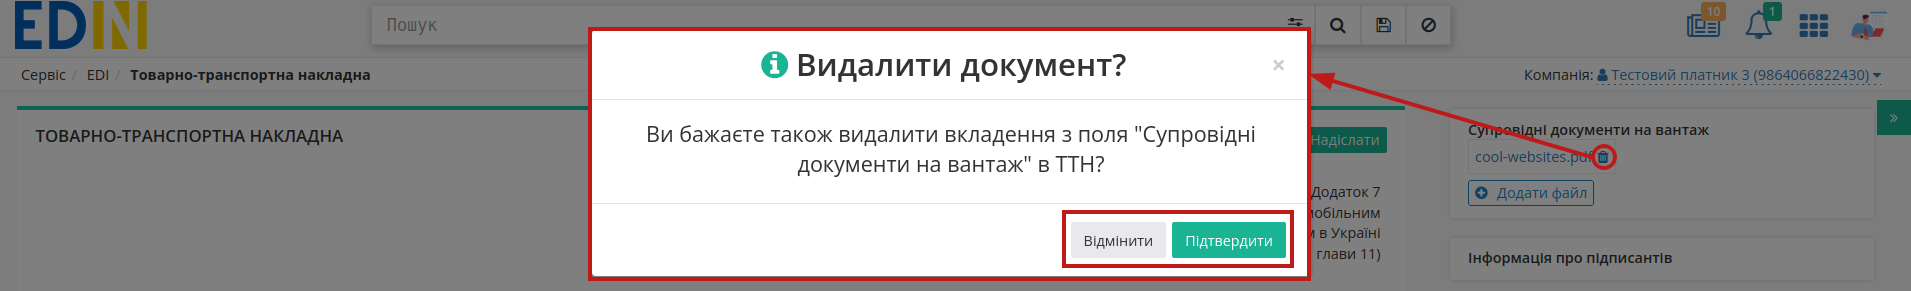 EDIN
Пошук
10
1
Сервіс / EDI / Товарно-транспортна накладна
Компанія: Тестовий платник 3 (9864066822430)
ТОВАРНО-ТРАНСПОРТНА НАКЛАДНА
Видалити документ?
×
Ви бажаєте також видалити вкладення з поля "Супровідні
документи на вантаж" в ТТН?
Відмінити
Підтвердити
Надіслати
Додаток 7
мобільним
в Україні
глави 11)
»
Супровідні документи на вантаж
cool-websites.pdf
Додати файл
Інформація про підписантів